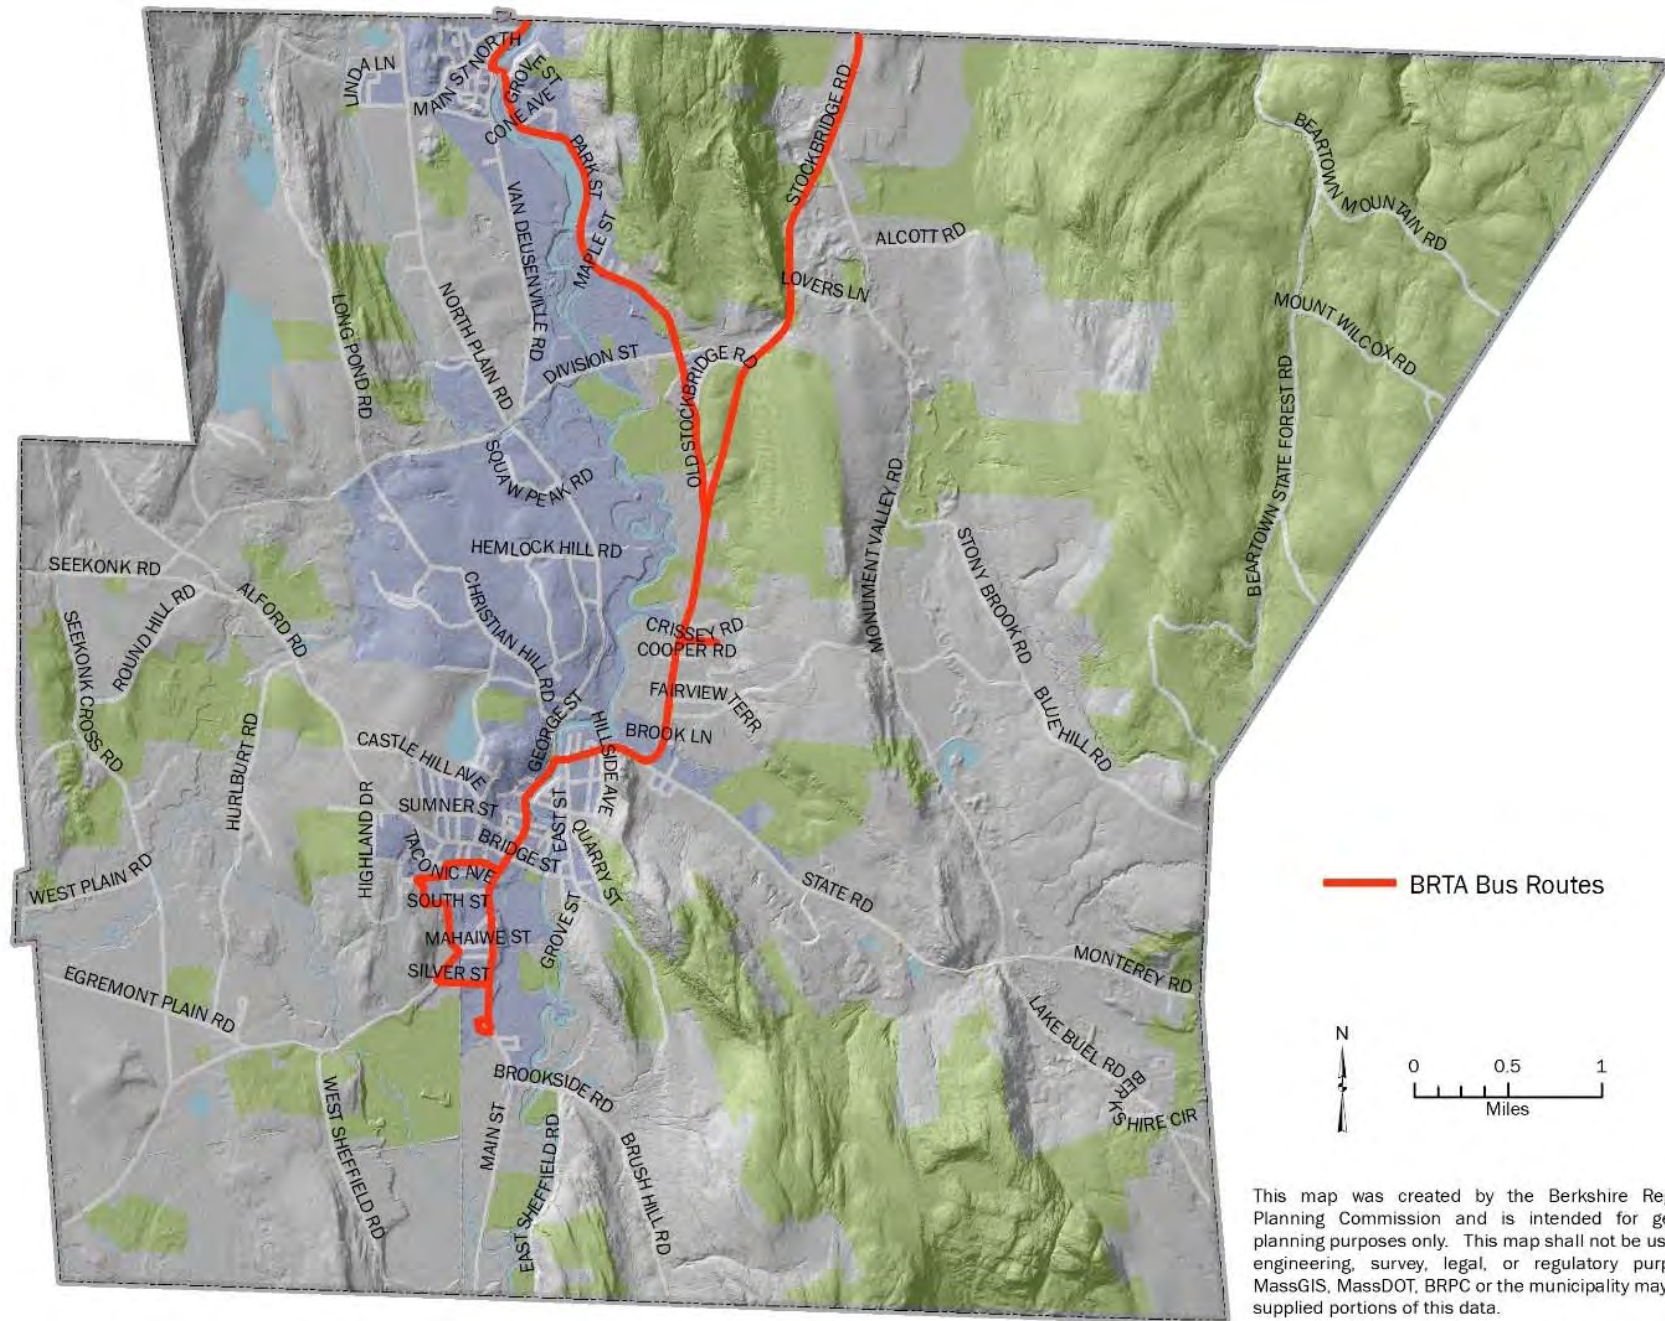 LINDA LN
MAIN ST NORTH
GROVE ST
CONE AVE
PARK ST
STOCKBRIDGE RD
BEARTOWN MOUNTAIN RD
VAN DEUSENVILLE RD
MAPLE ST
ALCOTT RD
LOVERS LN
LONG POND RD
NORTH PLAIN RD
MOUNT WILCOX RD
DIVISION ST
STOCKBRIDGE RD
OLD STOCKBRIDGE RD
BEARTOWN STATE FOREST RD
SQUAW PEAK RD
MONUMENT VALLEY RD
HEMLOCK HILL RD
STONY BROOK RD
SEEKONK RD
ROUND HILL RD
ALFORD RD
CHRISTIAN HILL RD
CRISSEY RD
COOPER RD
SEEKONK CROSS RD
FAIRVIEW TERR
BLUE HILL RD
HURLBURT RD
GEORGE ST
HILLSIDE AVE
BROOK LN
CASTLE HILL AVE
SUMNER ST
HIGHLAND DR
EAST ST
BRIDGE ST
QUARRY ST
TACONIC AVE
WEST PLAIN RD
STATE RD
BRTA Bus Routes
SOUTH ST
GROVE ST
MAHAIWE ST
SILVER ST
MONTEREY RD
EGREMONT PLAIN RD
LAKE BUEL RD
BERKSHIRE CIR
N
0 0.5 1
Miles
BROOKSIDE RD
WEST SHEFFIELD RD
MAIN ST
EAST SHEFFIELD RD
BRUSH HILL RD
This map was created by the Berkshire Re
Planning Commission and is intended for ge
planning purposes only. This map shall not be us
engineering, survey, legal, or regulatory purp
MassGIS, MassDOT, BRPC or the municipality may
supplied portions of this data.